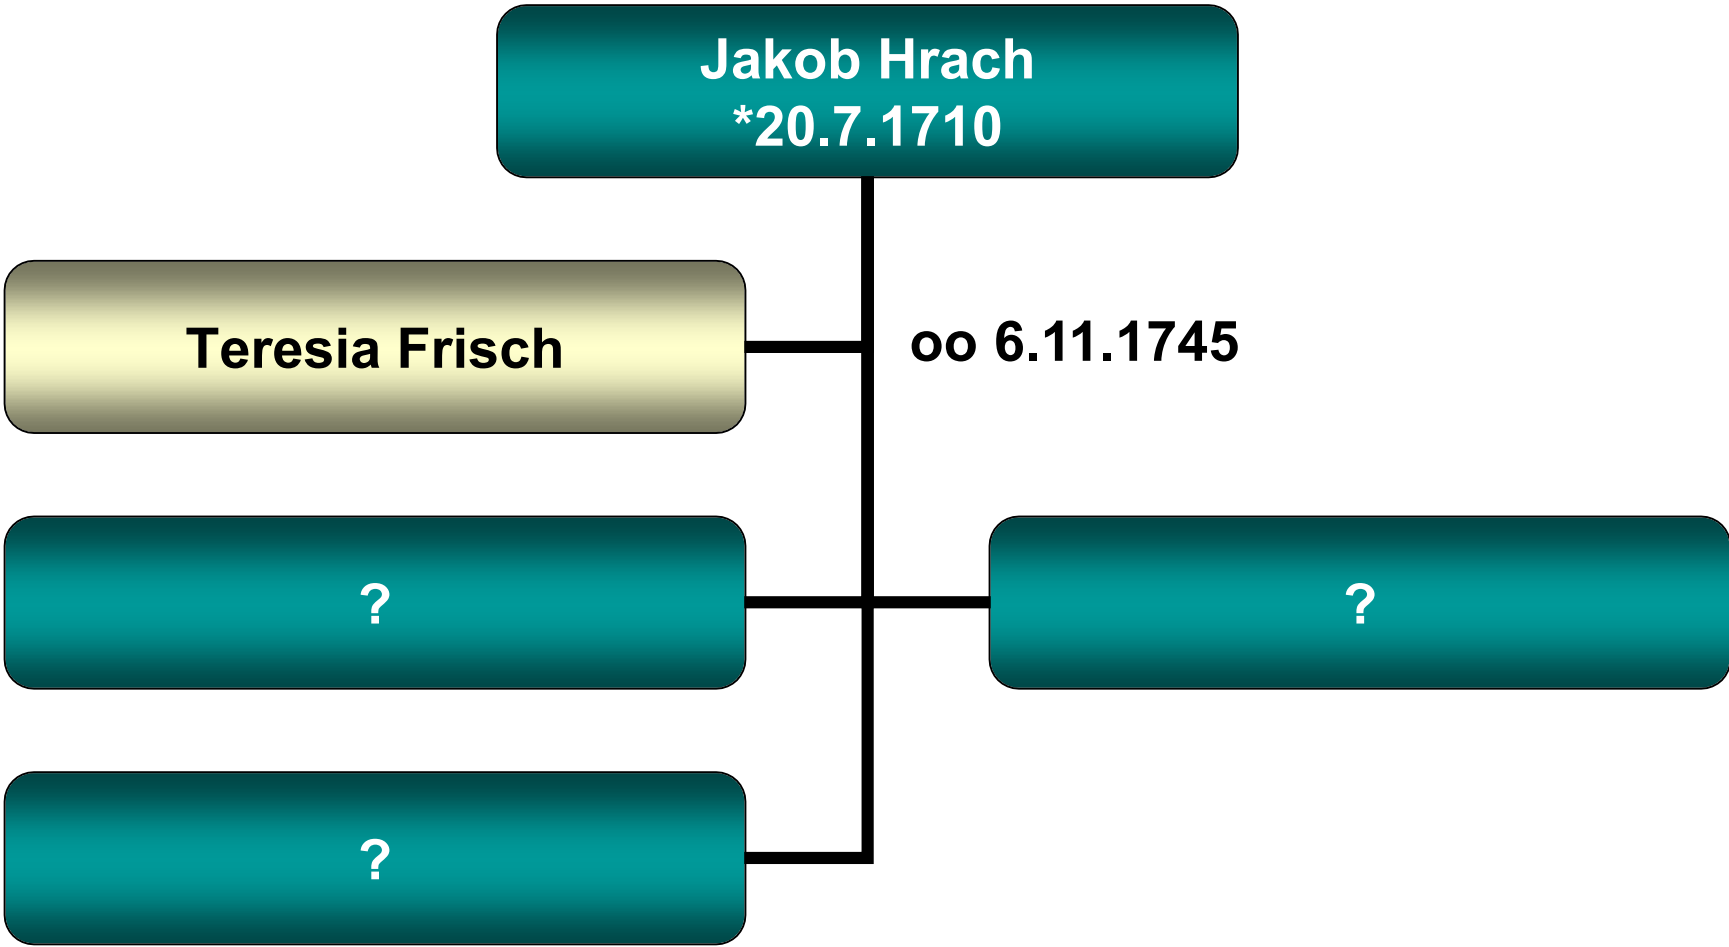 Jakob Hrach
*20.7.1710
Teresia Frisch
oo 6.11.1745
?
?
?